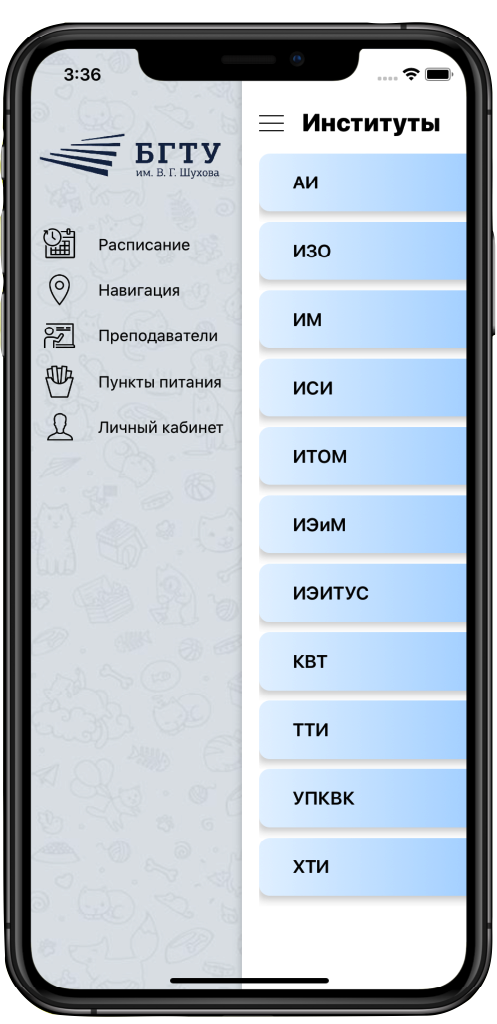 3:36
БГТУ
им. В. Г. Шухова
Расписание
Навигация
Преподаватели
Пункты питания
Личный кабинет
Институты
АИ
ИЗО
ИМ
ИСИ
ИТОМ
ИЭиМ
ИЭИТУС
КВТ
ТТИ
УПКВК
ХТИ